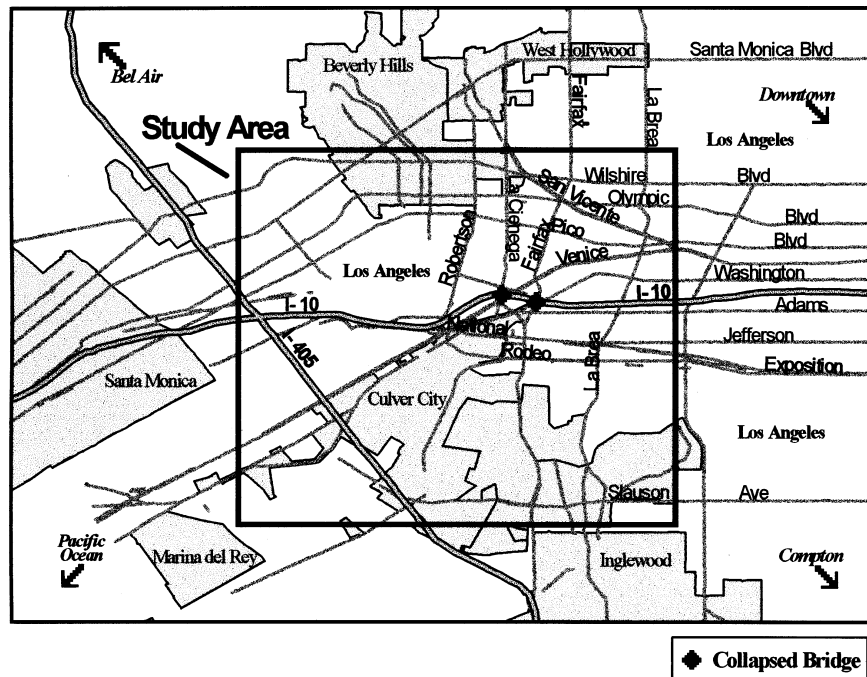 West Hollywood
Santa Monica Blvd
Beverly Hills
Bel Air
Fairfax
La Brea
Downtown
Study Area
Los Angeles
Wilshire
Blvd
San Vicente
La Cienega
Olympic
Blvd
Robertson
Fairfax
Pico
Blvd
Venice
Los Angeles
Washington
I-10
I-10
Adams
National
Jefferson
I-405
Rodeo
La Brea
Exposition
Santa Monica
Culver City
Los Angeles
Slauson
Ave
Pacific
Ocean
Marina del Rey
Inglewood
Compton
Collapsed Bridge